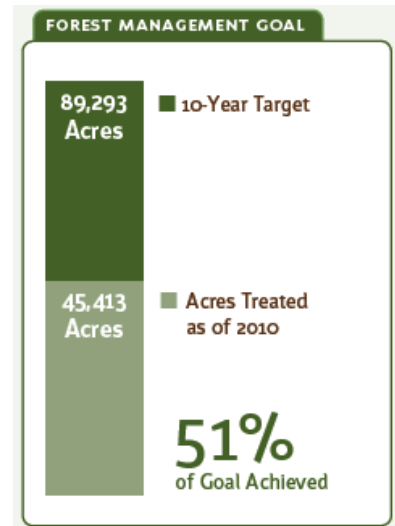 FOREST MANAGEMENT GOAL
89,293
Acres
10-Year Target
45,413
Acres
Acres Treated
as of 2010
51%
of Goal Achieved